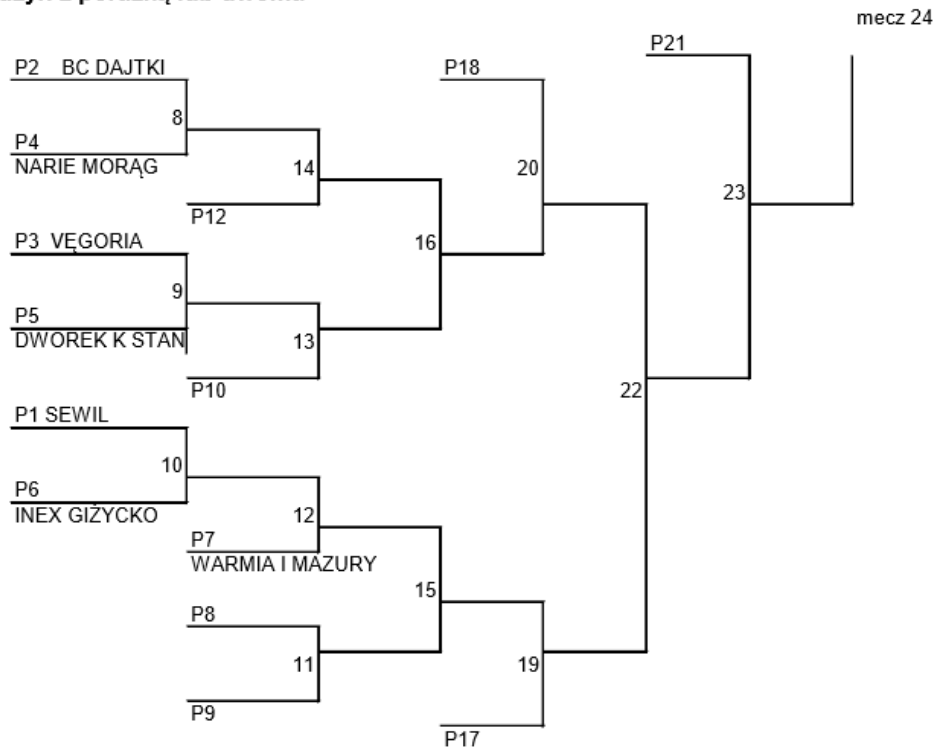 mecz 24
P21
P2 BC DAJTKI
P18
8
P4
NARIE MORĄG
14
20
P12
23
P3 VĘGORIA
16
9
P5
DWOREK K STAN
13
P10
22
P1 SEWIL
10
P6
INEX GIŻYCKO
12
P7
WARMIA I MAZURY
15
P8
11
19
P9
P17